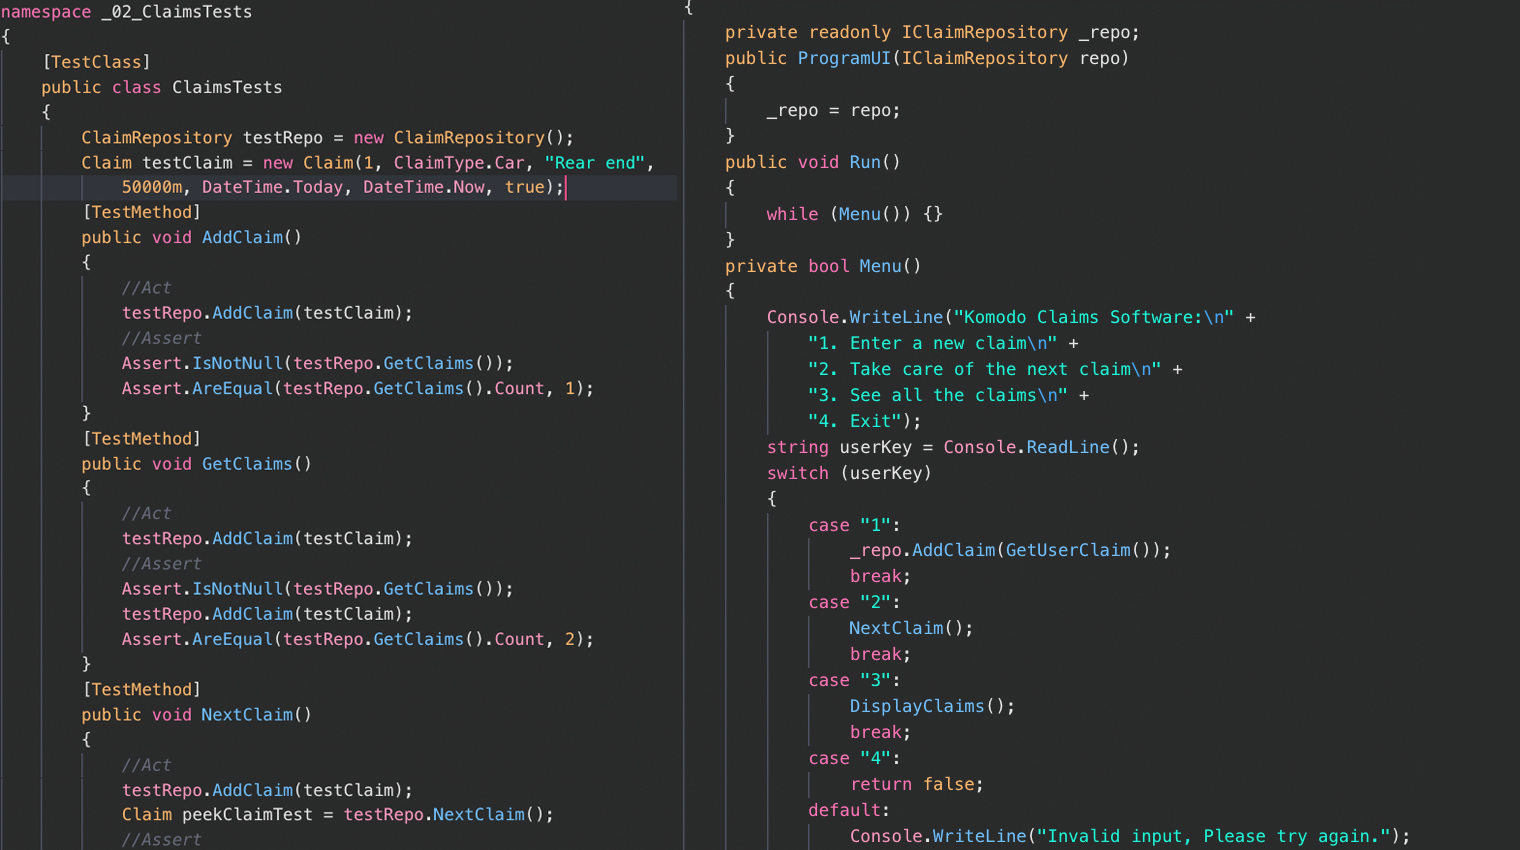 namespace _02_ClaimsTests
{
[TestClass]
public class ClaimsTests
{
ClaimRepository testRepo = new ClaimRepository();
Claim testClaim = new Claim(1, ClaimType.Car, "Rear end",
50000m, DateTime.Today, DateTime.Now, true);
[TestMethod]
public void AddClaim()
{
//Act
testRepo.AddClaim(testClaim);
//Assert
Assert.IsNotNull(testRepo.GetClaims());
Assert.AreEqual(testRepo.GetClaims().Count, 1);
}
[TestMethod]
public void GetClaims()
{
//Act
testRepo.AddClaim(testClaim);
//Assert
Assert.IsNotNull(testRepo.GetClaims());
testRepo.AddClaim(testClaim);
Assert.AreEqual(testRepo.GetClaims().Count, 2);
}
[TestMethod]
public void NextClaim()
{
//Act
testRepo.AddClaim(testClaim);
Claim peekClaimTest = testRepo.NextClaim();
//Assert
{
private readonly IClaimRepository _repo;
public ProgramUI(IClaimRepository repo)
{
_repo = repo;
}
public void Run()
{
while (Menu()) {}
}
private bool Menu()
{
Console.WriteLine("Komodo Claims Software:\n" +
"1. Enter a new claim\n" +
"2. Take care of the next claim\n" +
"3. See all the claims\n" +
"4. Exit");
string userKey = Console.ReadLine();
switch (userKey)
{
case "1":
_repo.AddClaim(GetUserClaim());
break;
case "2":
NextClaim();
break;
case "3":
DisplayClaims();
break;
case "4":
return false;
default:
Console.WriteLine("Invalid input, Please try again.");